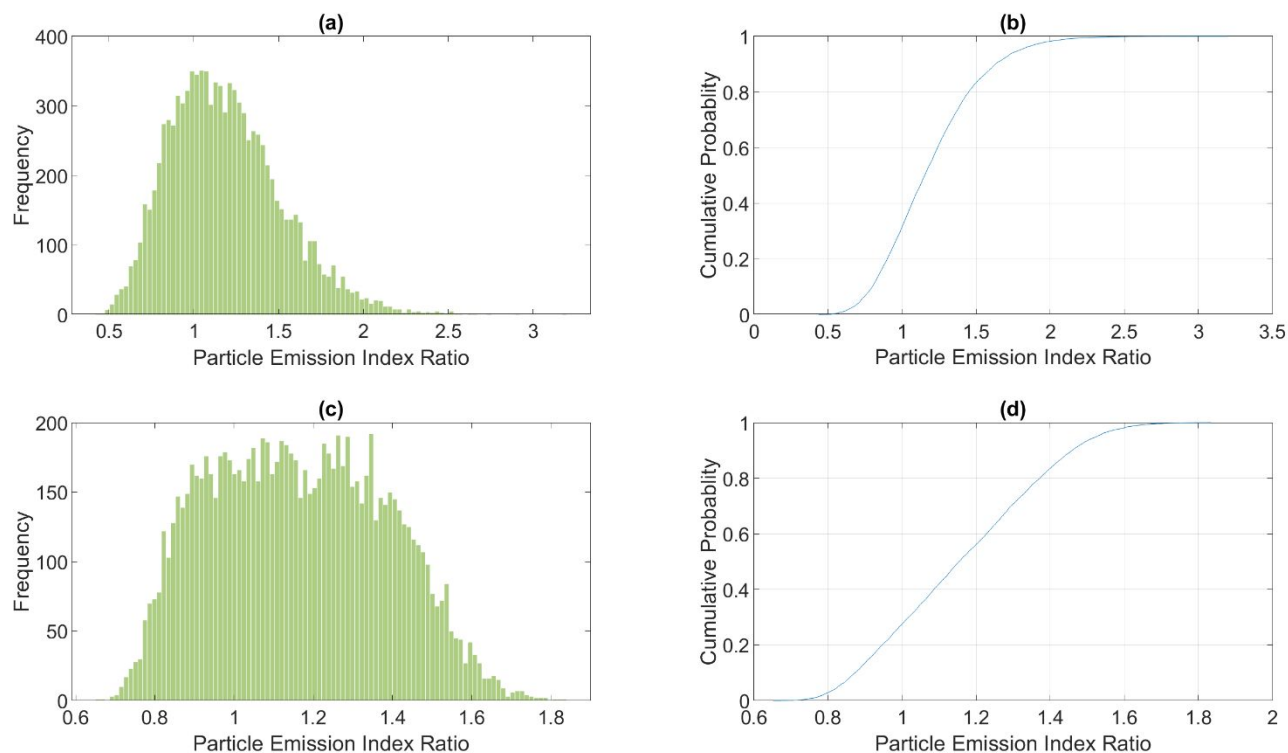 (a)
400
300
200
100
0
Frequency
0.5 1 1.5 2 2.5 3
Particle Emission Index Ratio
(b)
1
0.8
0.6
0.4
0.2
0
Cumulative Probablity
0 0.5 1 1.5 2 2.5 3 3.5
Particle Emission Index Ratio
(c)
200
150
100
50
0
Frequency
0.6 0.8 1 1.2 1.4 1.6 1.8
Particle Emission Index Ratio
(d)
1
0.8
0.6
0.4
0.2
0
Cumulative Probablity
0.6 0.8 1 1.2 1.4 1.6 1.8 2
Particle Emission Index Ratio